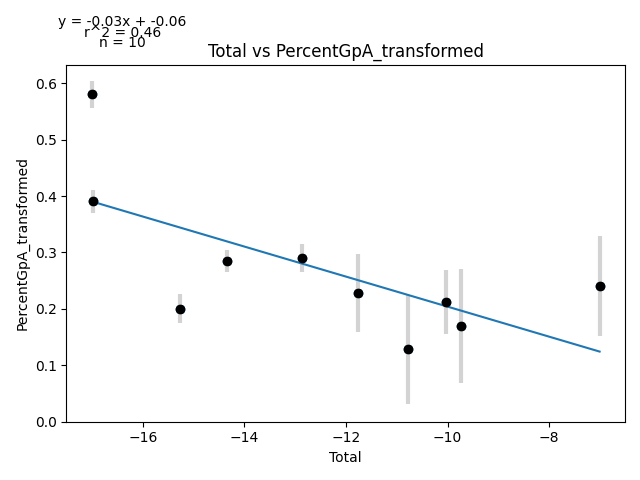 y = -0.03x + -0.06
r^2 = 0.46
n = 10
Total vs PercentGpA_transformed
PercentGpA_transformed
0.6
0.5
0.4
0.3
0.2
0.1
0.0
−16 −14 −12 −10 −8
Total